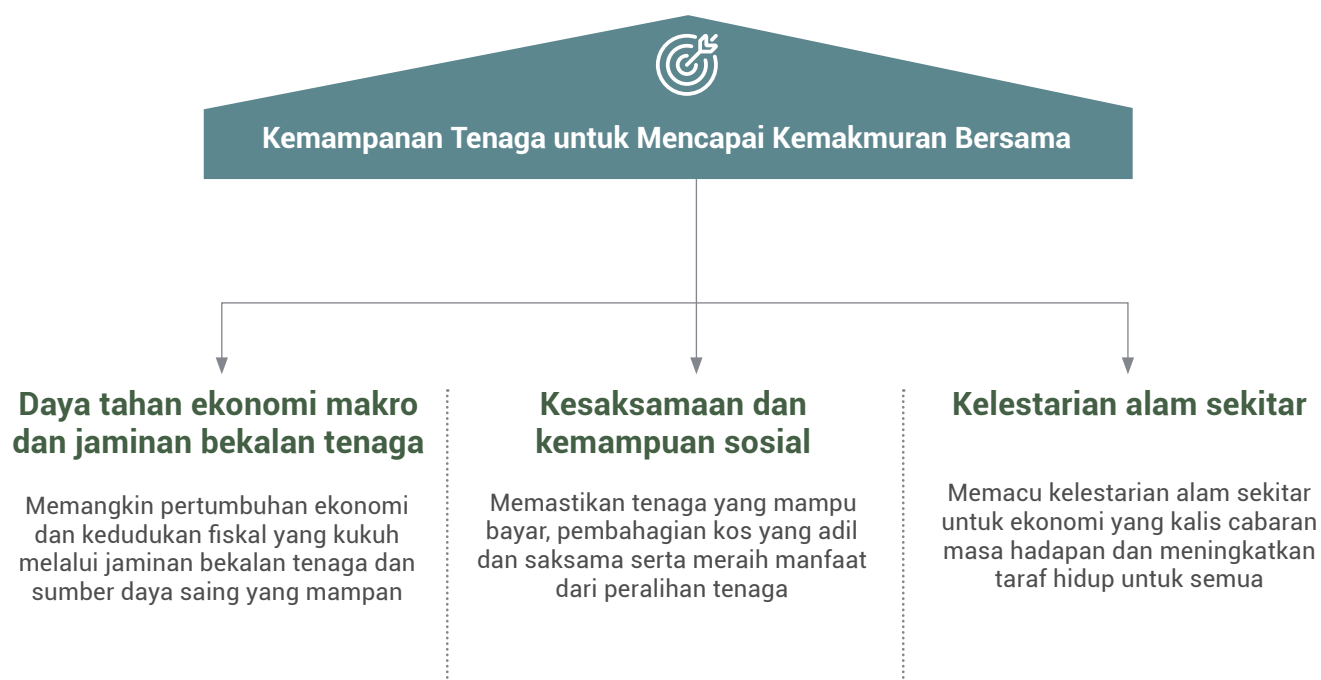 Kemampanan Tenaga untuk Mencapai Kemakmuran Bersama
Daya tahan ekonomi makro
dan jaminan bekalan tenaga
Memangkin pertumbuhan ekonomi
dan kedudukan fiskal yang kukuh
melalui jaminan bekalan tenaga dan
sumber daya saing yang mampan
Kesaksamaan dan
kemampuan sosial
Memastikan tenaga yang mampu
bayar, pembahagian kos yang adil
dan saksama serta meraih manfaat
dari peralihan tenaga
Kelestarian alam sekitar
Memacu kelestarian alam sekitar
untuk ekonomi yang kalis cabaran
masa hadapan dan meningkatkan
taraf hidup untuk semua